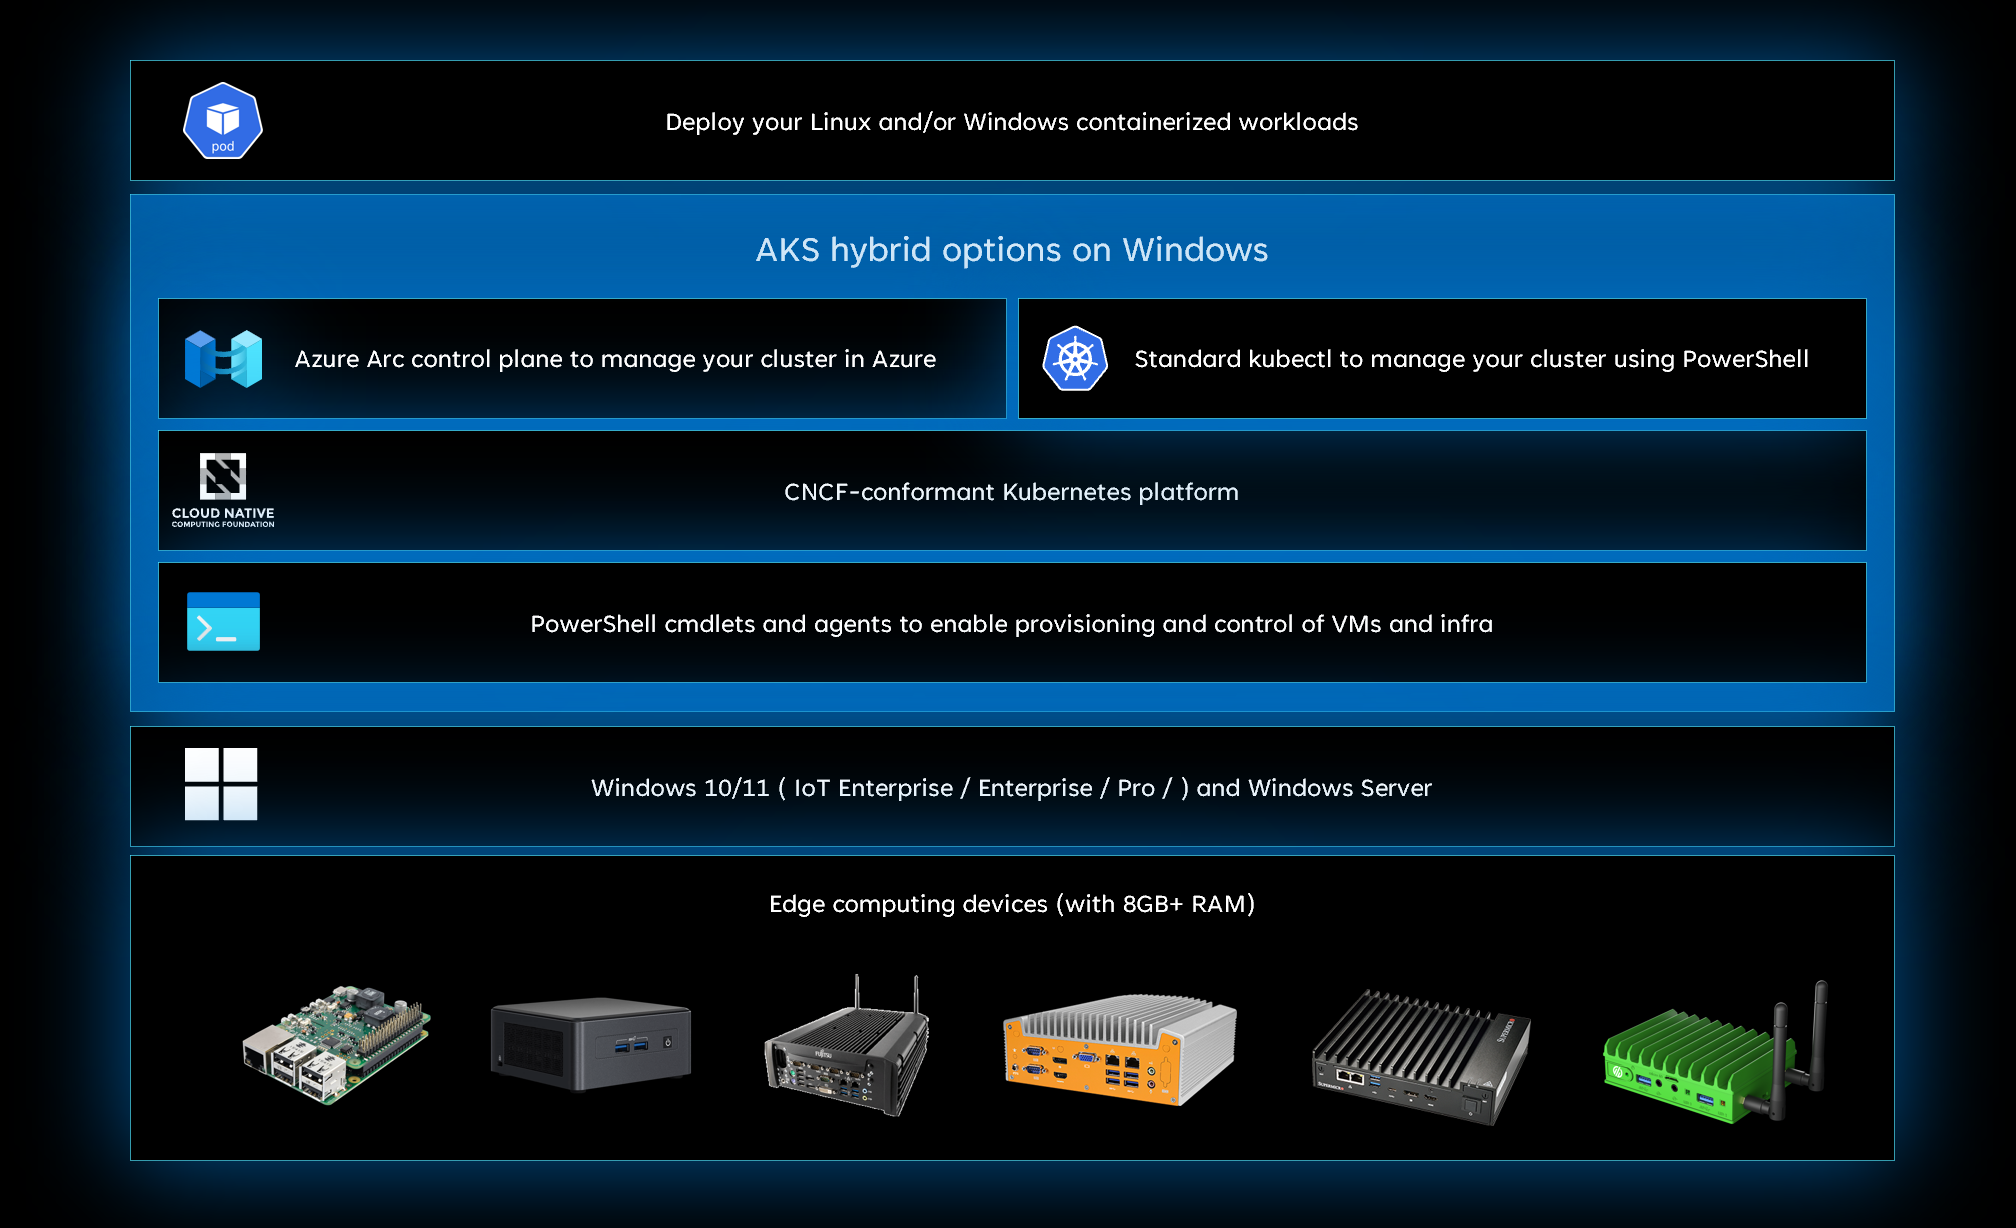 pod
Deploy your Linux and/or Windows containerized workloads
AKS hybrid options on Windows
Azure Arc control plane to manage your cluster in Azure
Standard kubectl to manage your cluster using PowerShell
CLOUD NATIVE
COMPUTING FOUNDATION
CNCF-conformant Kubernetes platform
>_
PowerShell cmdlets and agents to enable provisioning and control of VMs and infra
Windows 10/11 ( IoT Enterprise / Enterprise / Pro / ) and Windows Server
Edge computing devices (with 8GB+ RAM)
FUJITSU
SUPERMICRO
SUPERMICRO